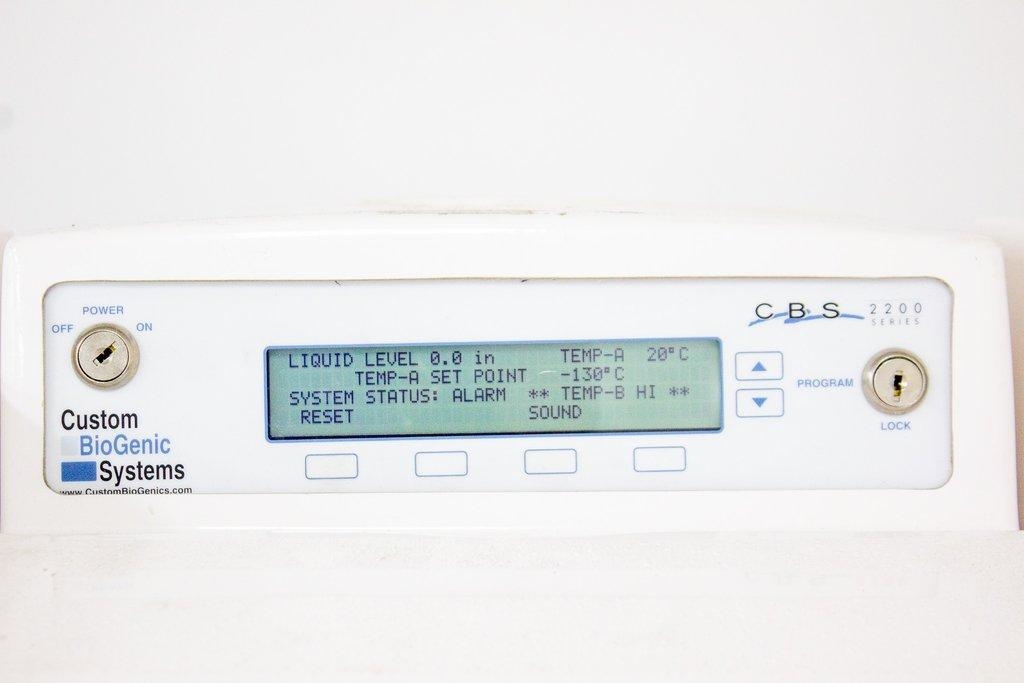 POWER
OFF ON
Custom
BioGenic
Systems
www.CustomBioGenics.com
LIQUID LEVEL 0.0 in TEMP-A 20°C
TEMP-A SET POINT -130°C
SYSTEM STATUS: ALARM ** TEMP-B HI **
RESET SOUND
CBS 2200
SERIES
PROGRAM
LOCK